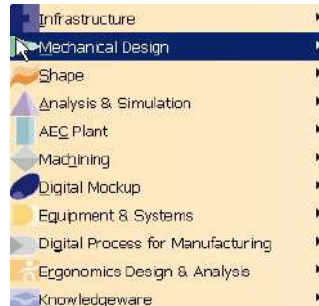 Infrastructure
Mechanical Design
Shape
Analysis & Simulation
AEC Plant
Machining
Digital Mockup
Equipment & Systems
Digital Process for Manufacturing
Ergonomics Design & Analysis
Knowledgeware